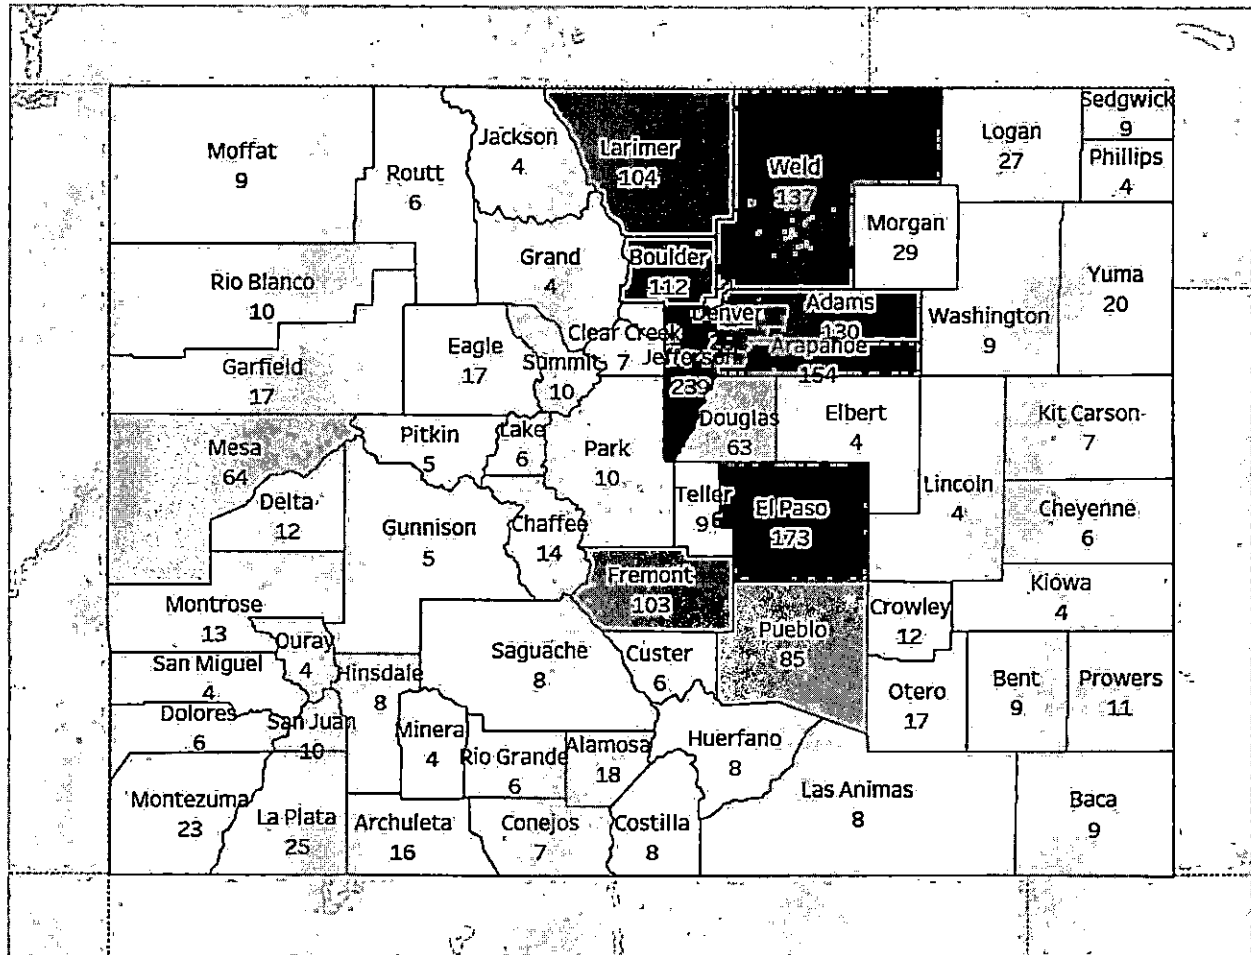 Moffat
9
Routt
6
Jackson
4
Larimer
104
Weld
137
Logan
27
Sedgwick
9
Phillips
4
Morgan
29
Grand
4
Boulder
112
Rio Blanco
10
Yuma
20
Adams
130
Washington
9
Denver
Clear Creek
7
Eagle
17
Summit
10
Jefferson
239
Arapahoe
154
Garfield
17
Douglas
63
Elbert
4
Kit Carson
7
Mesa
64
Pitkin
5
Lake
6
Park
10
Delta
12
Gunnison
5
Chaffee
14
Teller
9
El Paso
173
Lincoln
4
Cheyenne
6
Fremont
103
Kiowa
4
Montrose
13
Crowley
12
Pueblo
85
Ouray
4
Saguache
8
Custer
6
San Miguel
4
Hinsdale
8
Otero
17
Bent
9
Prowers
11
Dolores
6
San Juan
10
Mineral
4
Rio Grande
6
Alamosa
18
Huerfano
8
Las Animas
8
Montezuma
23
La Plata
25
Archuleta
16
Conejos
7
Costilla
8
Baca
9